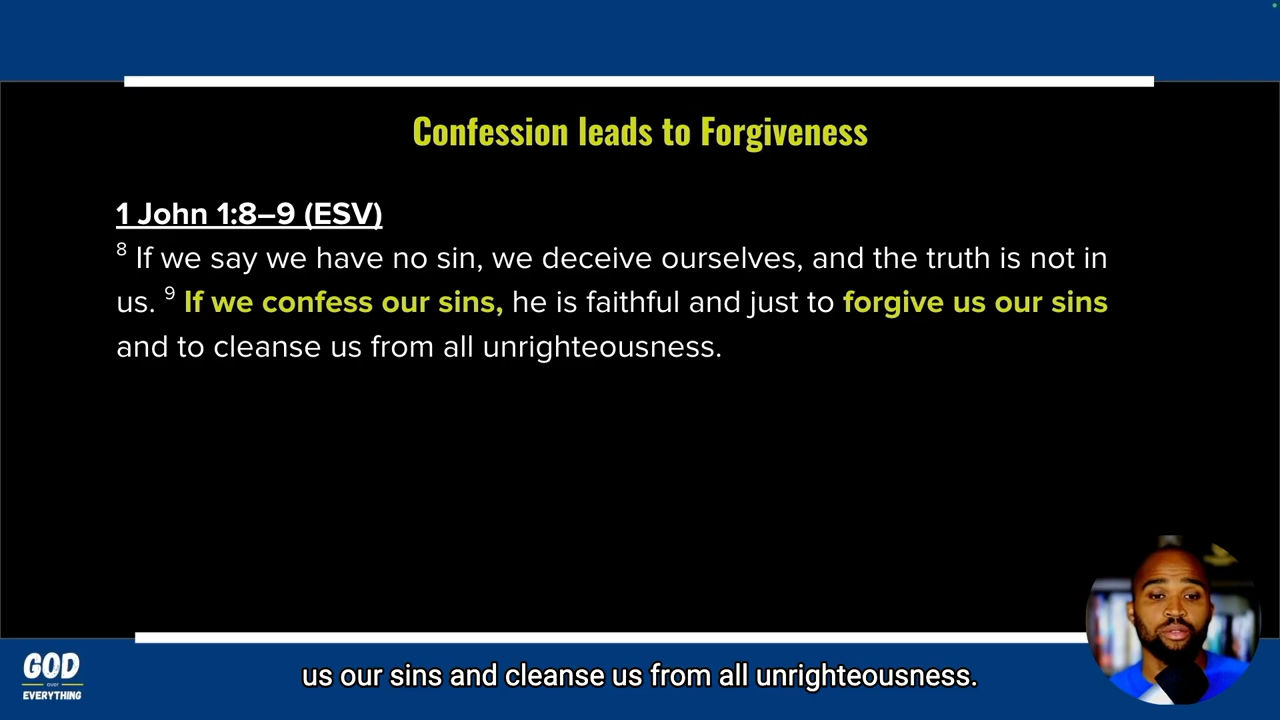 Confession leads to Forgiveness
1 John 1:8–9 (ESV)
8 If we say we have no sin, we deceive ourselves, and the truth is not in
us. 9 If we confess our sins, he is faithful and just to forgive us our sins
and to cleanse us from all unrighteousness.
GOD
OVER
EVERYTHING
us our sins and cleanse us from all unrighteousness.